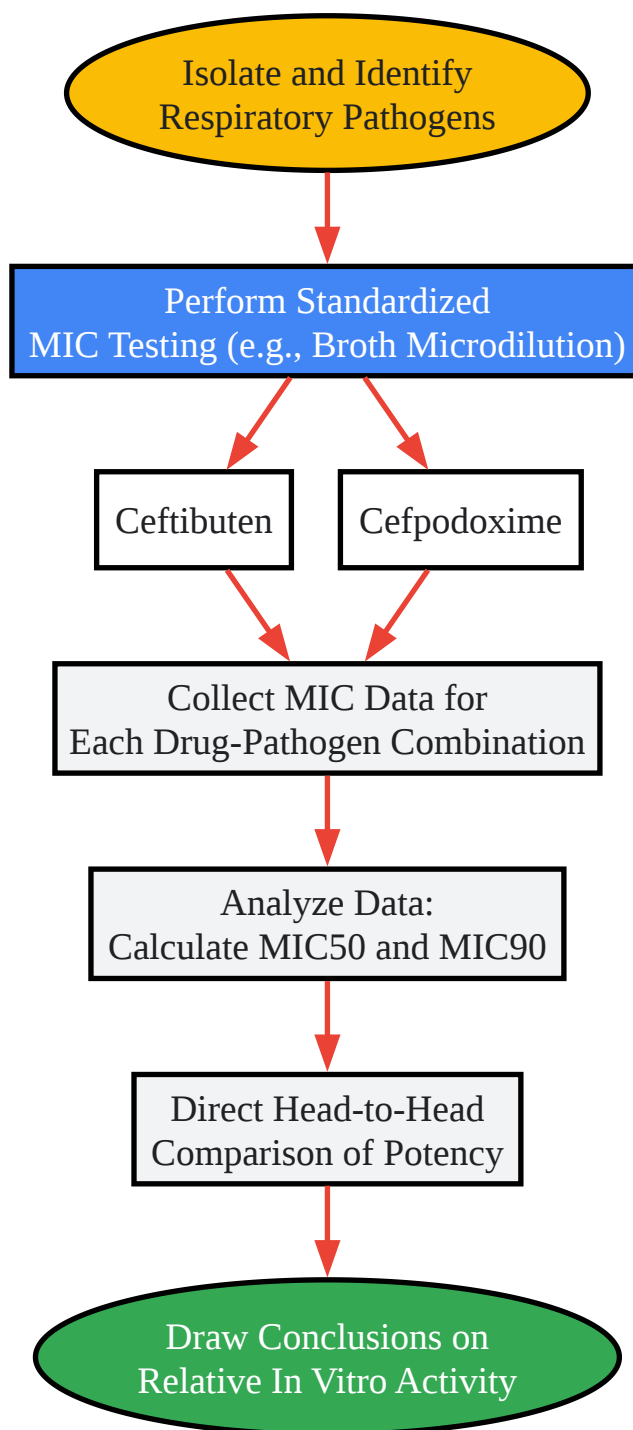 Isolate and Identify
Respiratory Pathogens
Perform Standardized
MIC Testing (e.g., Broth Microdilution)
Ceftibuten
Cefpodoxime
Collect MIC Data for
Each Drug-Pathogen Combination
Analyze Data:
Calculate MIC50 and MIC90
Direct Head-to-Head
Comparison of Potency
Draw Conclusions on
Relative In Vitro Activity